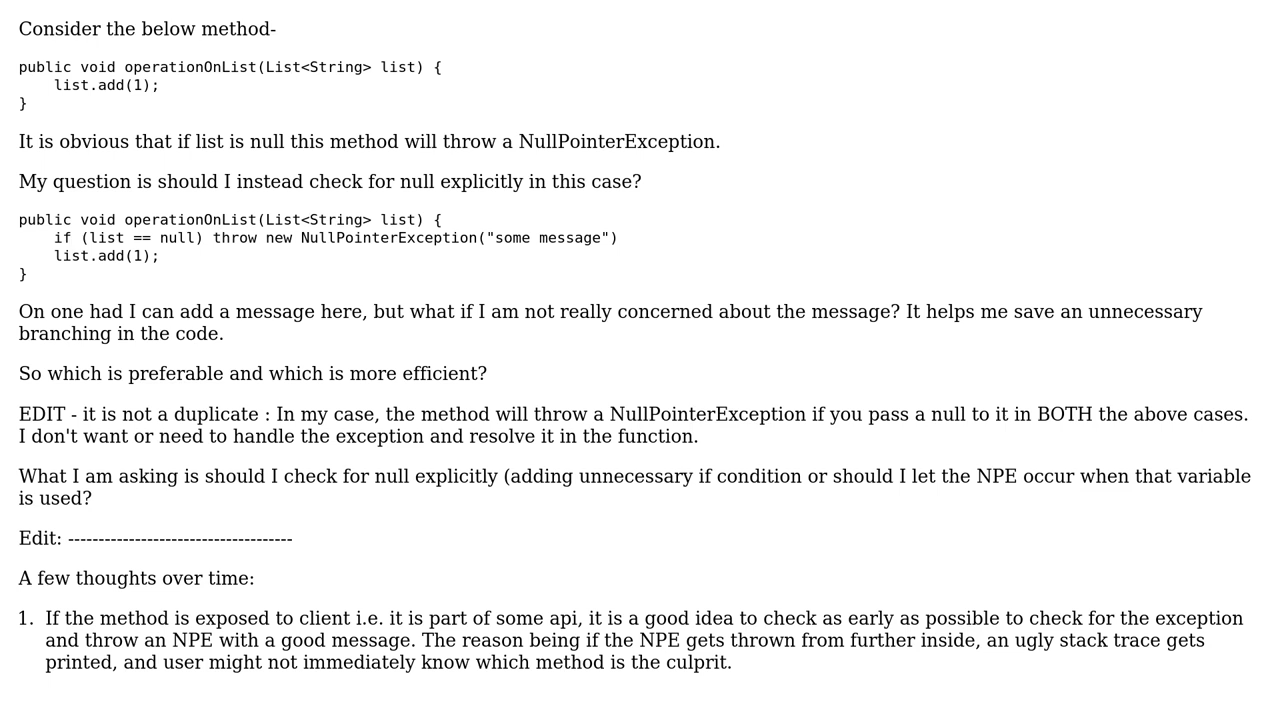 Consider the below method-
public void operationOnList(List<String> list) {
    list.add(1);
}
It is obvious that if list is null this method will throw a NullPointerException.
My question is should I instead check for null explicitly in this case?
public void operationOnList(List<String> list) {
    if (list == null) throw new NullPointerException("some message")
    list.add(1);
}
On one had I can add a message here, but what if I am not really concerned about the message? It helps me save an unnecessary
branching in the code.
So which is preferable and which is more efficient?
EDIT - it is not a duplicate : In my case, the method will throw a NullPointerException if you pass a null to it in BOTH the above cases.
I don't want or need to handle the exception and resolve it in the function.
What I am asking is should I check for null explicitly (adding unnecessary if condition or should I let the NPE occur when that variable
is used?
Edit: -------------------------------------
A few thoughts over time:
1. If the method is exposed to client i.e. it is part of some api, it is a good idea to check as early as possible to check for the exception
and throw an NPE with a good message. The reason being if the NPE gets thrown from further inside, an ugly stack trace gets
printed, and user might not immediately know which method is the culprit.